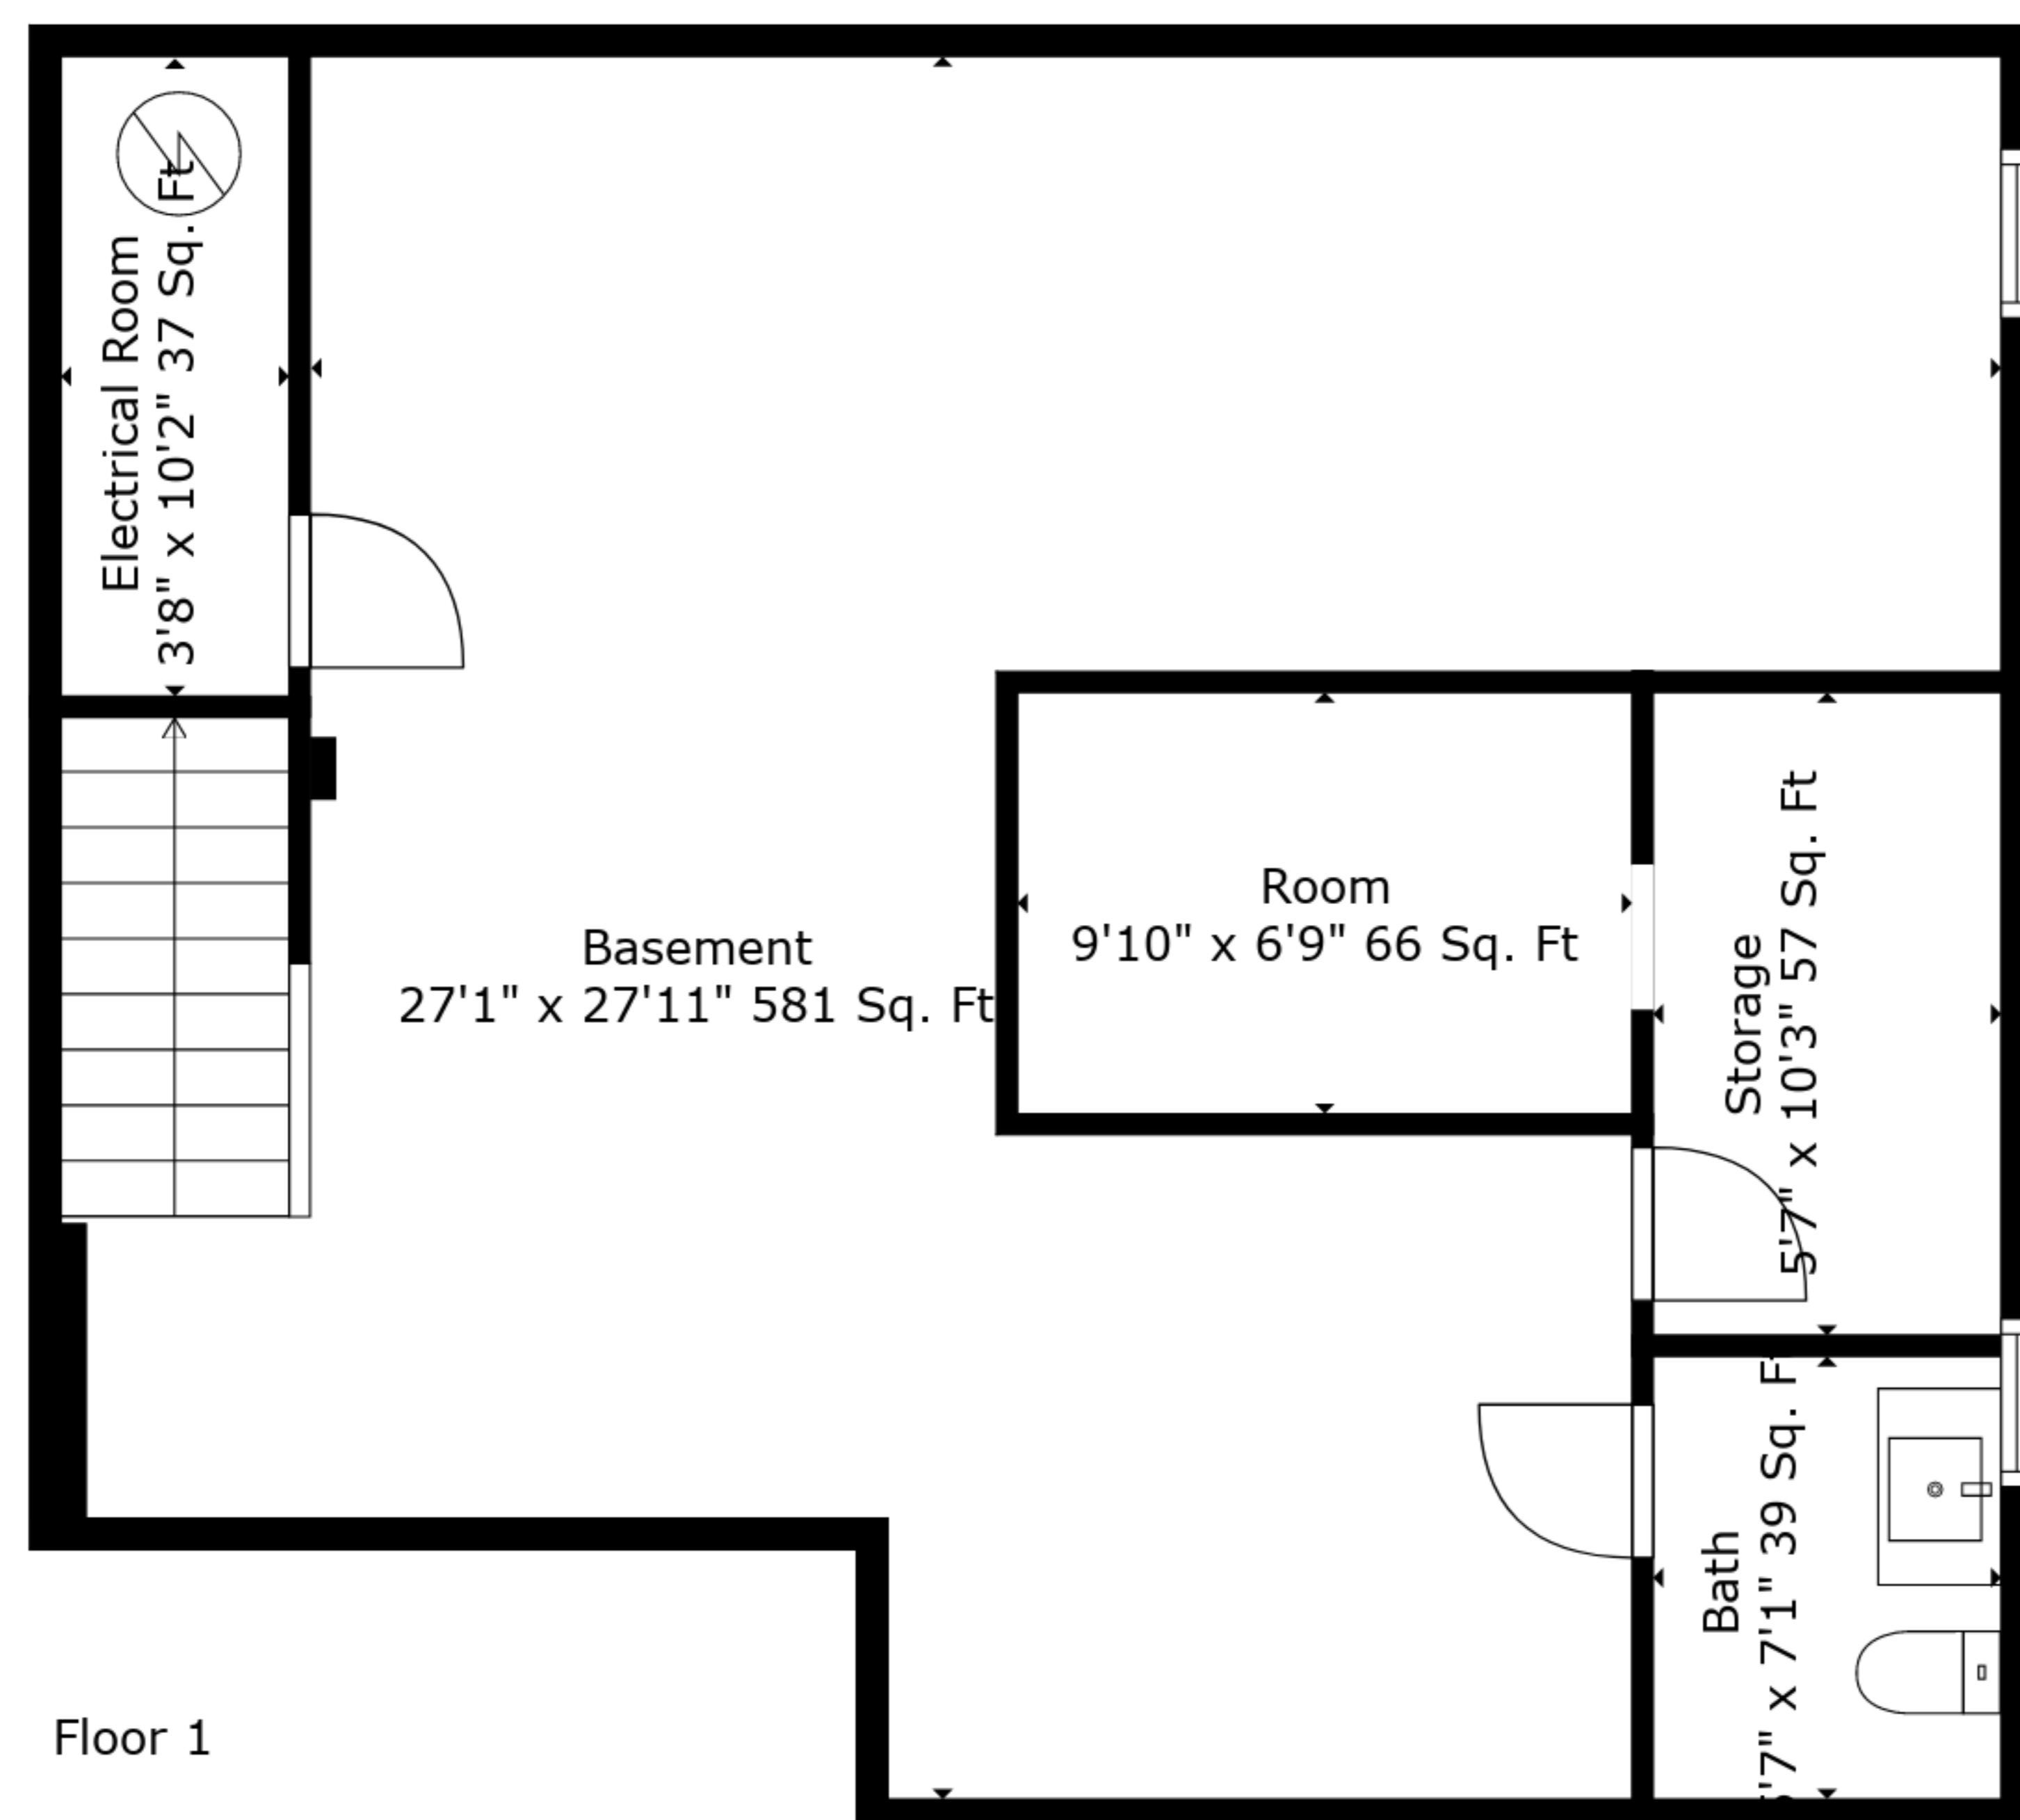 Electrical Room
3'8" x 10'2" 37 Sq. Ft
Basement
27'1" x 27'11" 581 Sq. Ft
Room
9'10" x 6'9" 66 Sq. Ft
Storage
5'7" x 10'3" 57 Sq. Ft
Bath
x 7'1" 39 Sq.
Floor 1